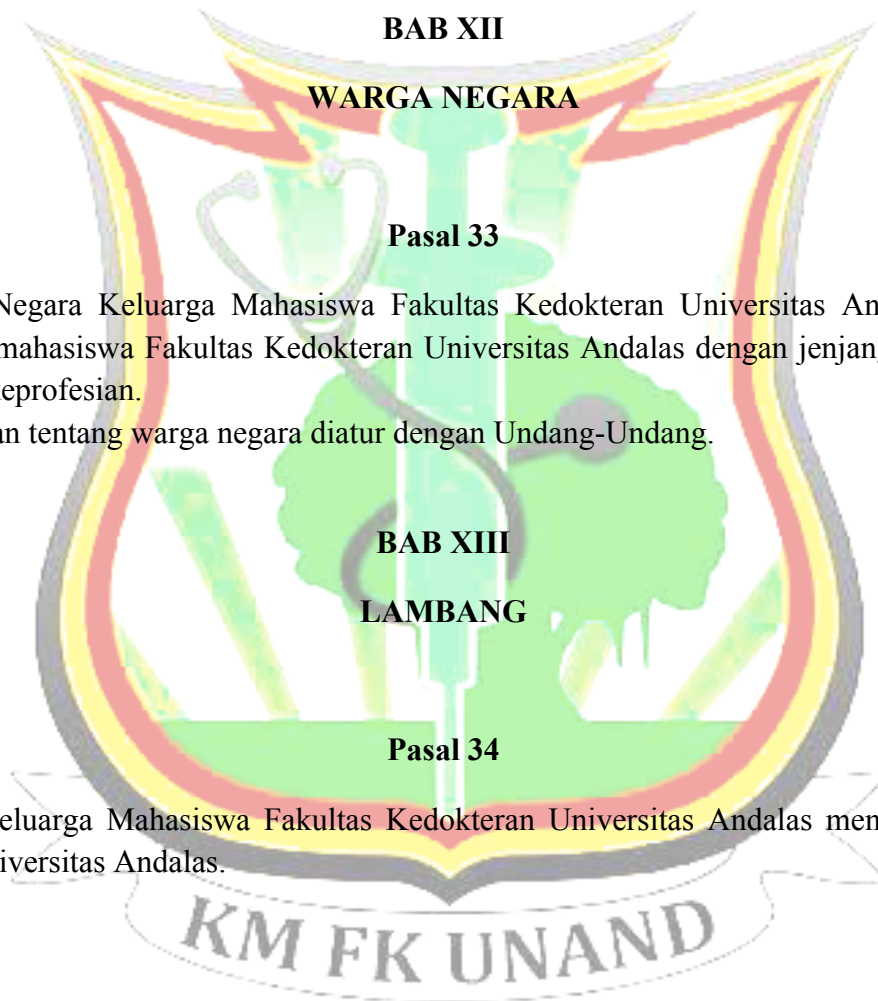 BAB XII
WARGA NEGARA
Pasal 33
Negara Keluarga Mahasiswa Fakultas Kedokteran Universitas An
mahasiswa Fakultas Kedokteran Universitas Andalas dengan jenjang
keprofesian.
an tentang warga negara diatur dengan Undang-Undang.
BAB XIII
LAMBANG
Pasal 34
eluarga Mahasiswa Fakultas Kedokteran Universitas Andalas men
iversitas Andalas.
KM FK UNAND